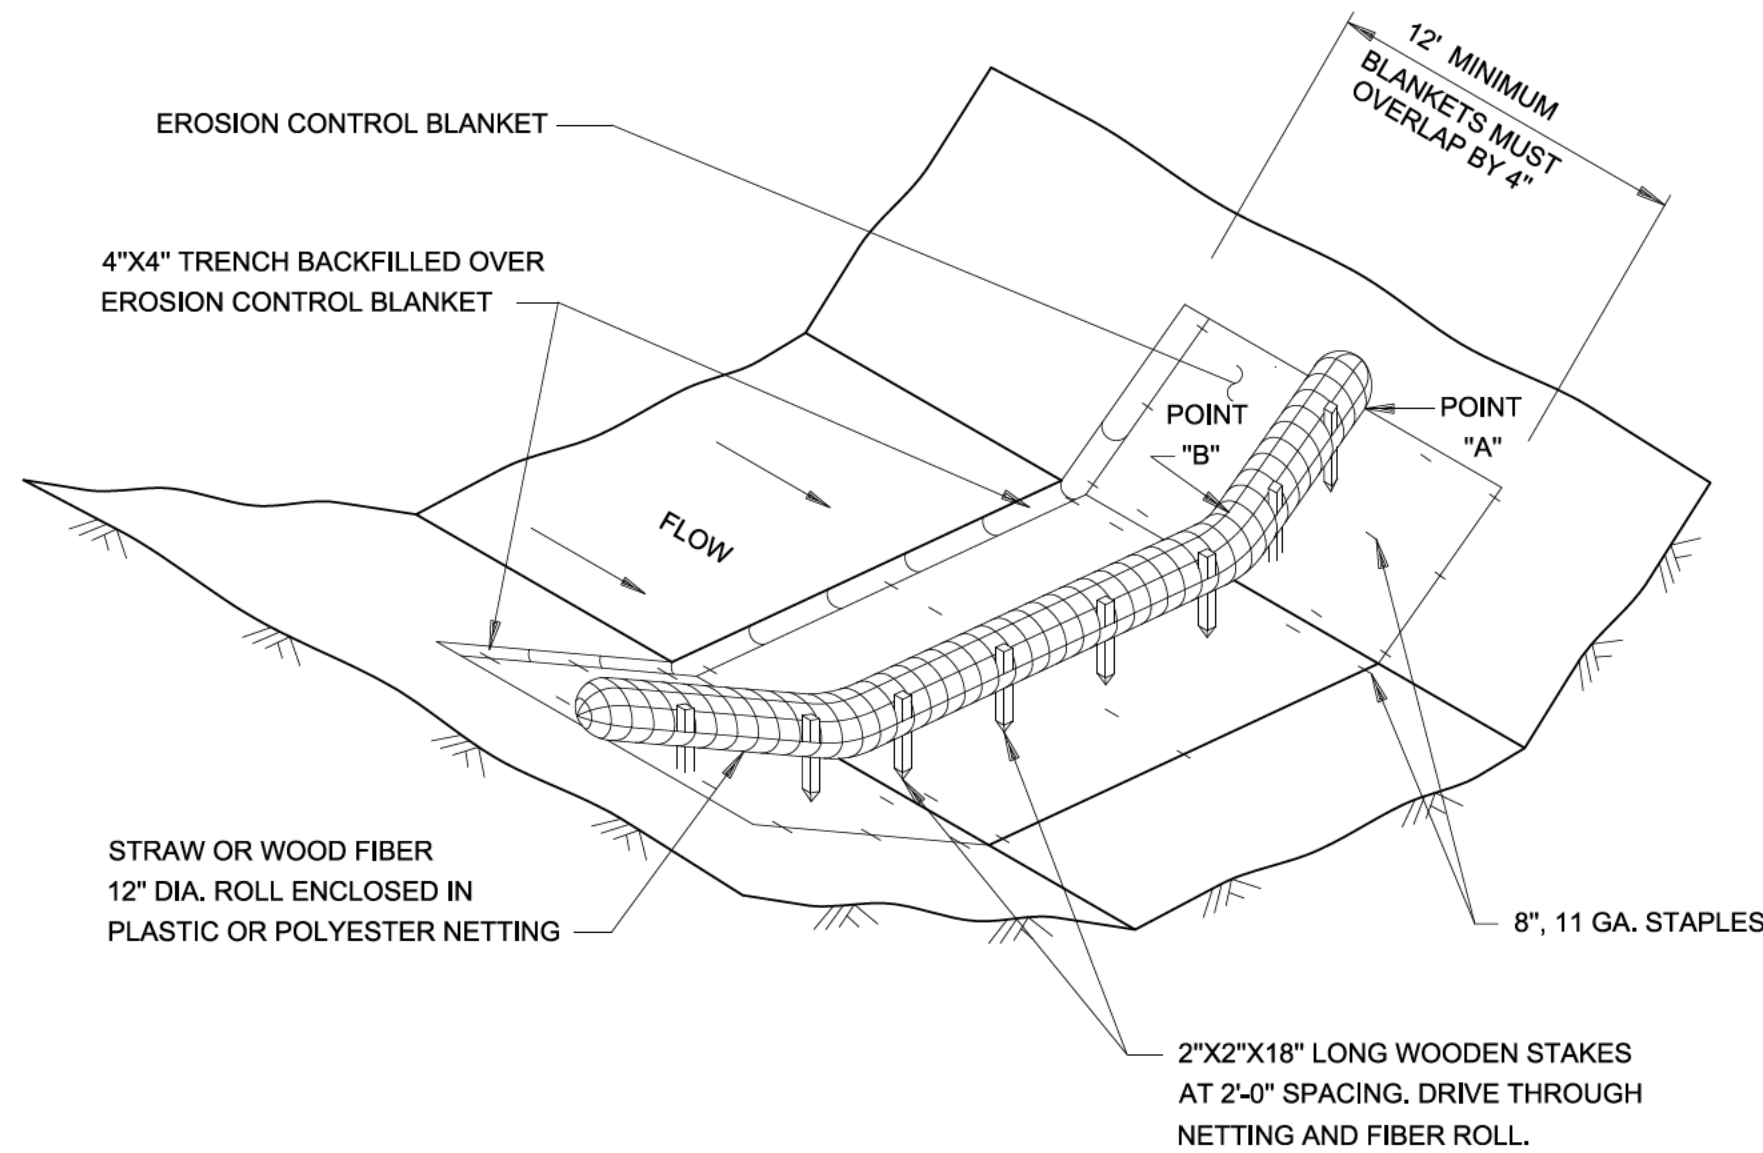 12' MINIMUM
BLANKETS MUST
OVERLAP BY 4"
EROSION CONTROL BLANKET
4"X4" TRENCH BACKFILLED OVER
EROSION CONTROL BLANKET
POINT
"B"
POINT
"A"
FLOW
STRAW OR WOOD FIBER
12" DIA. ROLL ENCLOSED IN
PLASTIC OR POLYESTER NETTING
8", 11 GA. STAPLES
2"X2"X18" LONG WOODEN STAKES
AT 2'-0" SPACING. DRIVE THROUGH
NETTING AND FIBER ROLL.